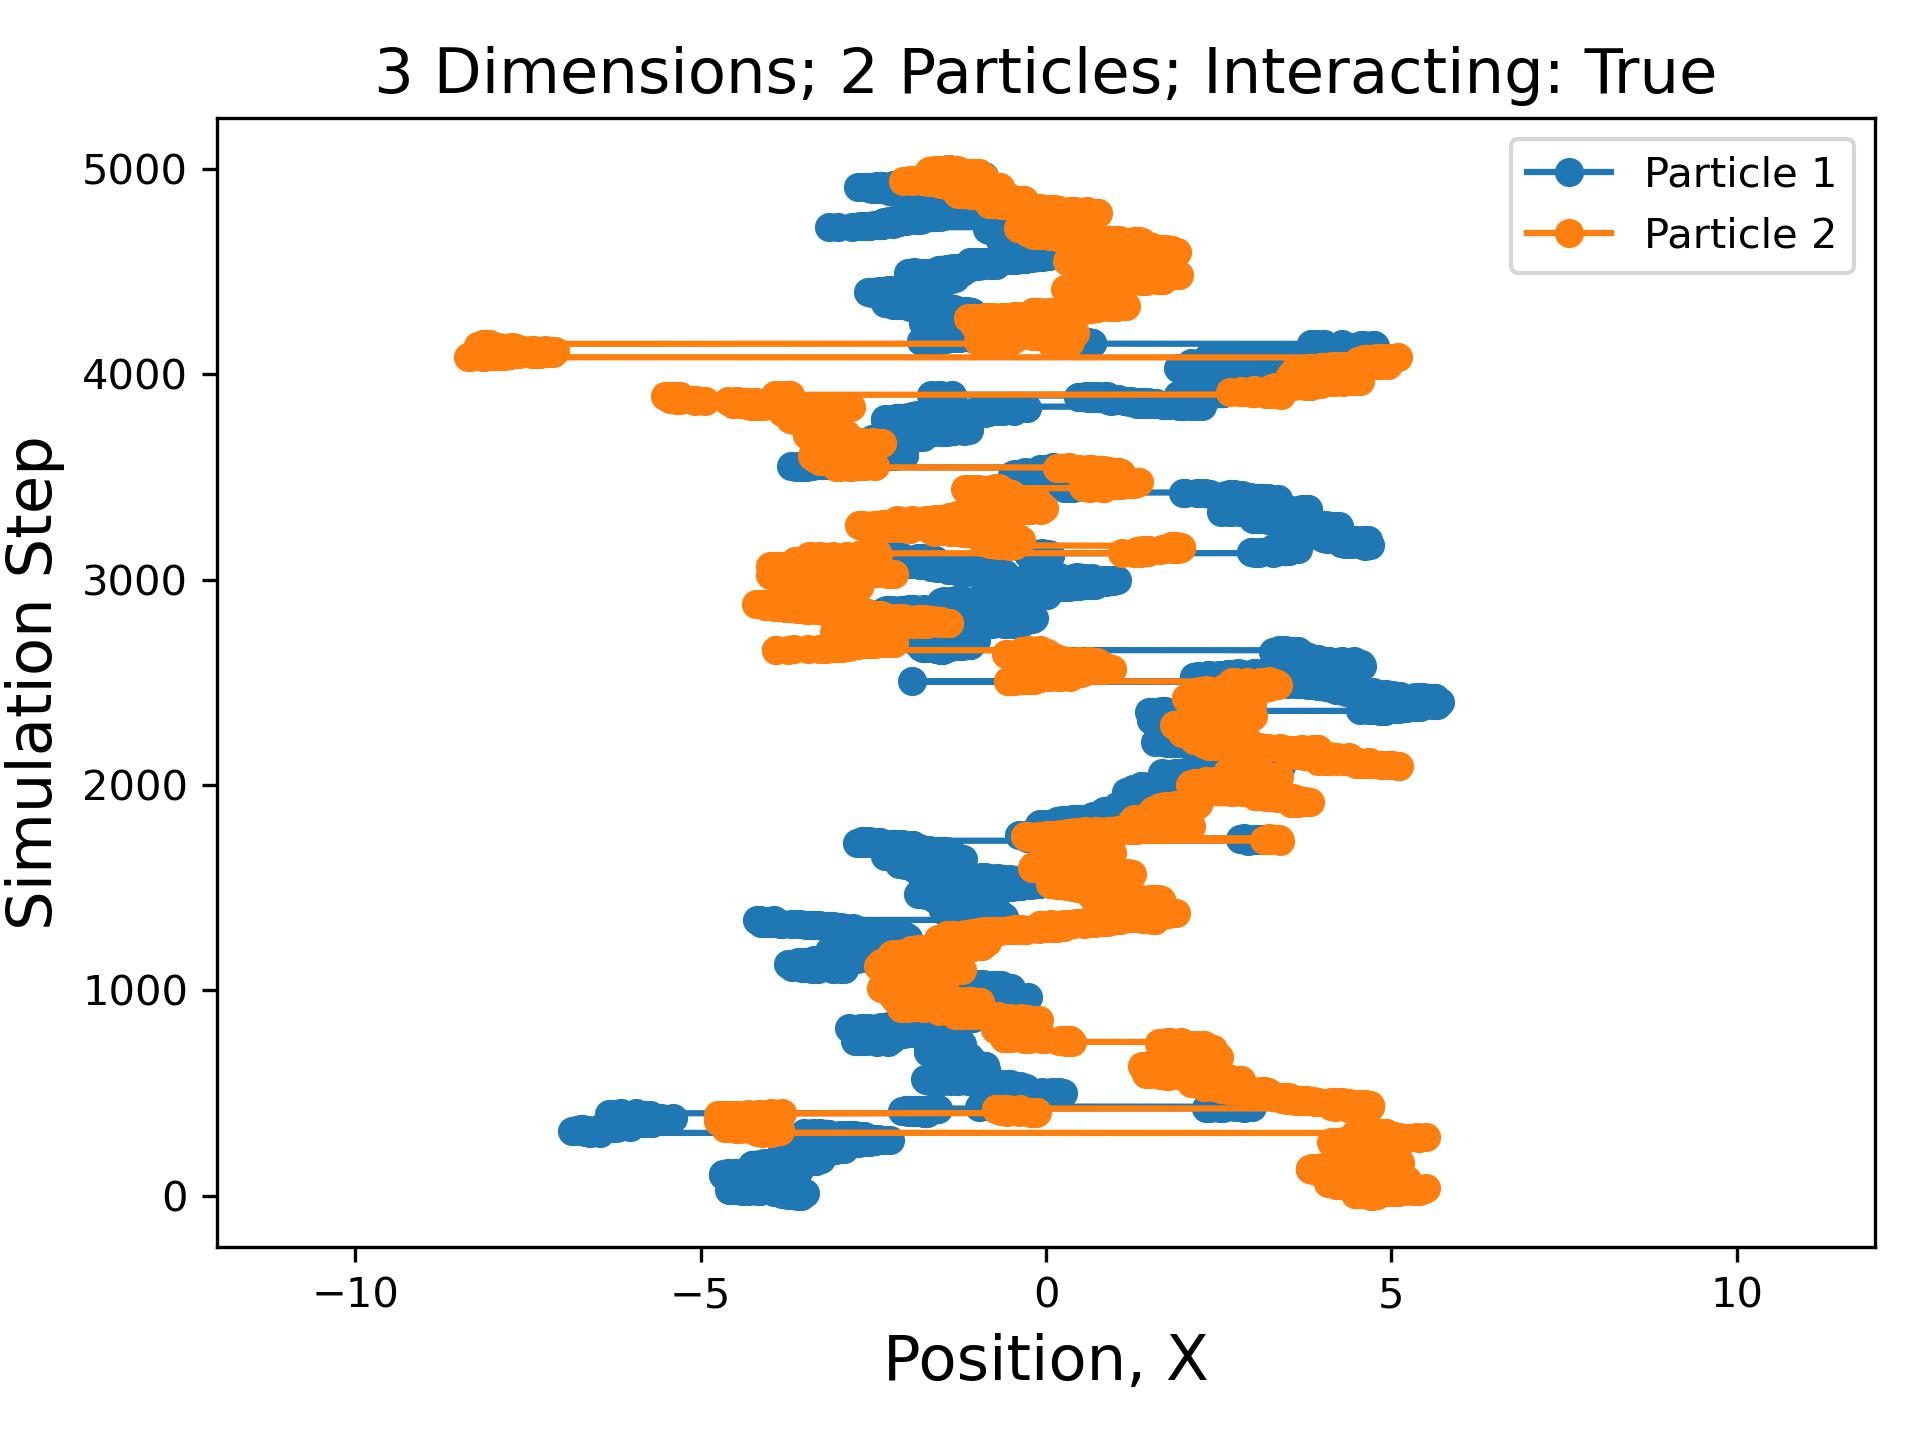 3 Dimensions; 2 Particles; Interacting: True
Particle 1
Particle 2
5000
4000
3000
2000
1000
0
Simulation Step
−10
−5
0
5
10
Position, X